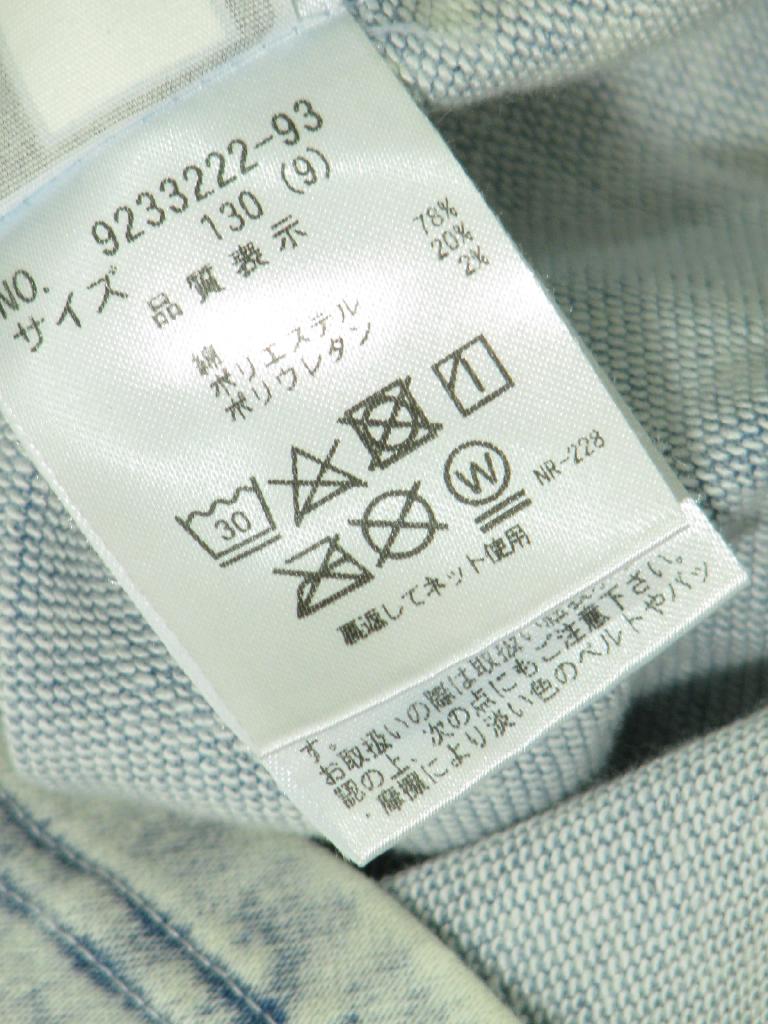 NO. 9233222-93
サイズ 130 (9)
品質表示
綿 78%
ポリエステル 20%
ポリウレタン 2%
30
W
NR-228
裏返してネット使用
す。お取扱いの際は取扱い
認の上、次の点にもご注意下さい。
・摩擦により淡い色のベルトやバッ